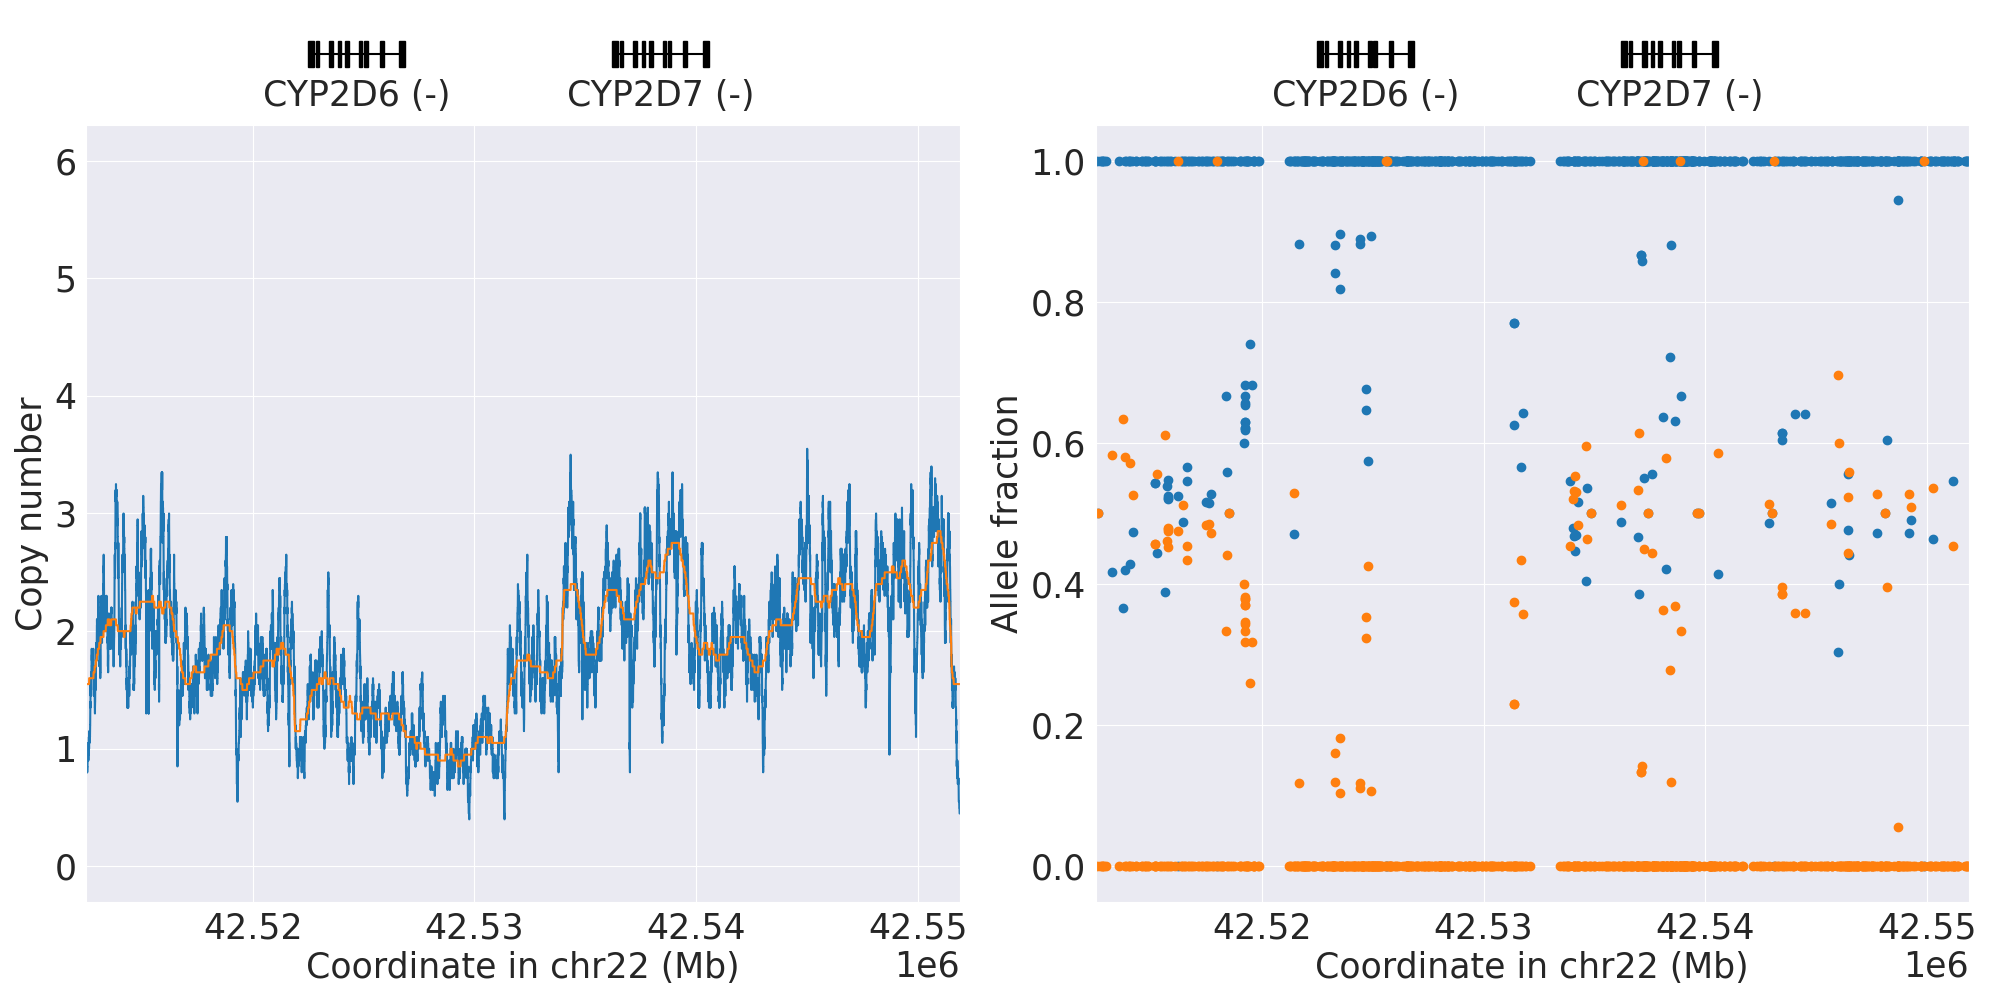 CYP2D6 (-)
CYP2D7 (-)
6
5
4
3
2
1
0
Copy number
42.52
42.53
42.54
42.55
Coordinate in chr22 (Mb)
1e6
CYP2D6 (-)
CYP2D7 (-)
1.0
0.8
0.6
0.4
0.2
0.0
Allele fraction
42.52
42.53
42.54
42.55
Coordinate in chr22 (Mb)
1e6